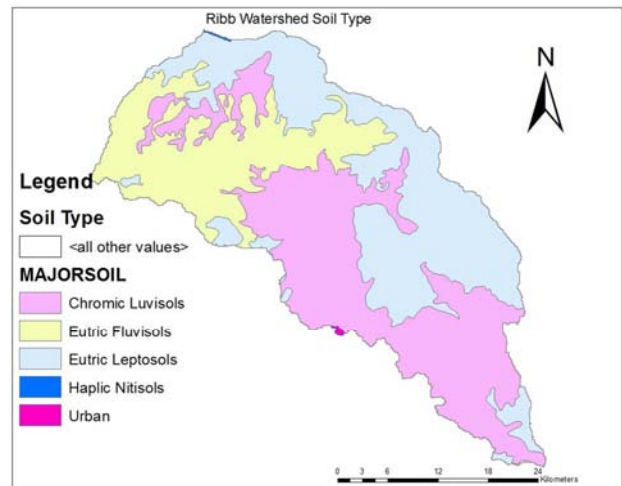 Ribb Watershed Soil Type
N
Legend
Soil Type
<all other values>
MAJORSOIL
Chromic Luvisols
Eutric Fluvisols
Eutric Leptosols
Haplic Nitisols
Urban
0 3 6 12 18 24
Kilometers